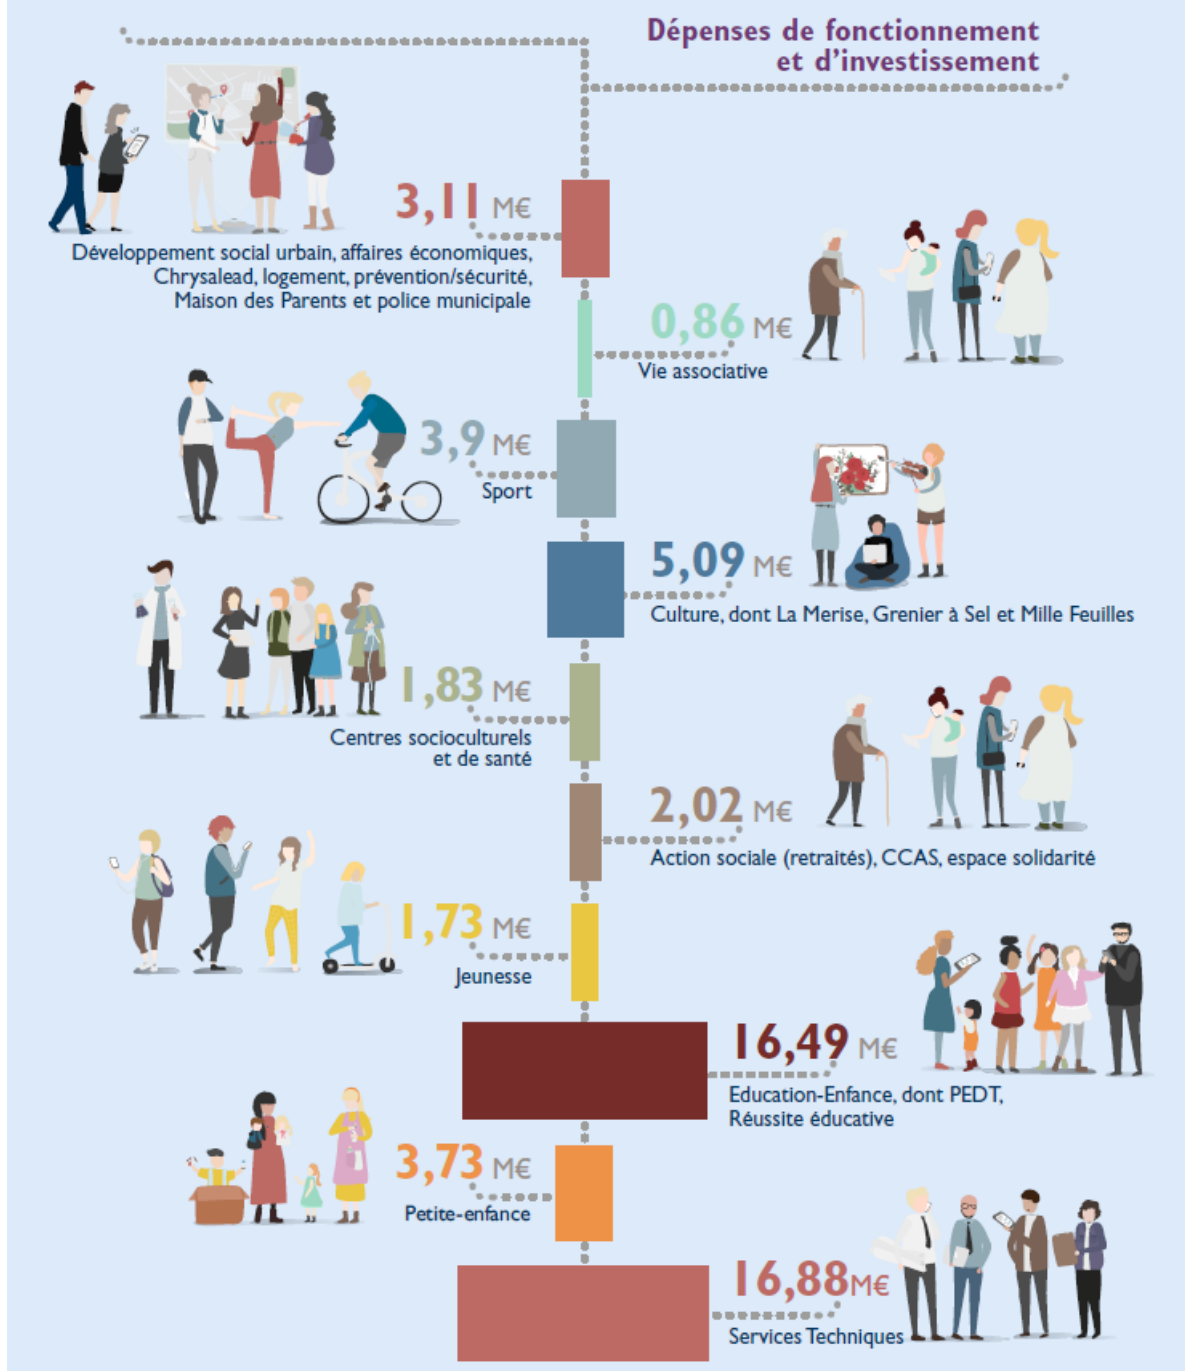 Dépenses de fonctionnement
et d'investissement
3,11 M€
Développement social urbain, affaires économiques,
Chrysalead, logement, prévention/sécurité,
Maison des Parents et police municipale
0,86 M€
Vie associative
3,9 M€
Sport
5,09 M€
Culture, dont La Merise, Grenier à Sel et Mille Feuilles
1,83 M€
Centres socioculturels
et de santé
2,02 M€
Action sociale (retraités), CCAS, espace solidarité
1,73 M€
Jeunesse
16,49 M€
Education-Enfance, dont PEDT,
Réussite éducative
3,73 M€
Petite-enfance
16,88M€
Services Techniques